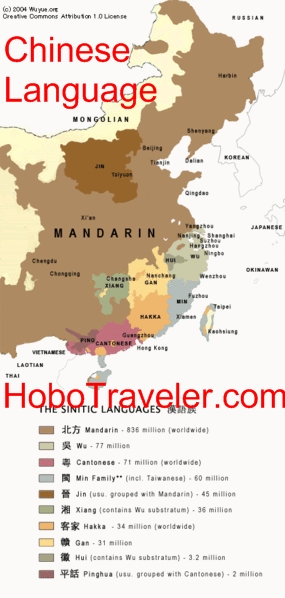 (c) 2004 Wuyue.org
Creative Commons Attribution 1.0 License
RUSSIAN
Chinese
Language
Harbin
MONGOLIAN
Shenyang
Beijing
KOREAN
JIN
Tianjin
Dalian
Taiyuan
Qingdao
Xi'an
Yangzhou
JAPANESE
MANDARIN
Nanjing
Shanghai
Suzhou
Hangzhou
Chengdu
HUI
WU
Ningbo
OKINAWAN
Chongqing
Changsha
Nanchang
Wenzhou
XIANG
GAN
MIN
Fuzhou
HAKKA
Taipei
Xiamen
Guangzhou
Kaohsiung
PING
CANTONESE
VIETNAMESE
Hong Kong
LAOTIAN
THAI
HoboTraveler.com
THE SINITIC LANGUAGES 漢語族
北方 Mandarin - 836 million (worldwide)
吳 Wu - 77 million
粵 Cantonese - 71 million (worldwide)
閩 Min Family** (incl. Taiwanese) - 60 million
晉 Jin (usu. grouped with Mandarin) - 45 million
湘 Xiang (contains Wu substratum) - 36 million
客家 Hakka - 34 million (worldwide)
贛 Gan - 31 million
徽 Hui (contains Wu substratum) - 3.2 million
平話 Pinghua (usu. grouped with Cantonese) - 2 million